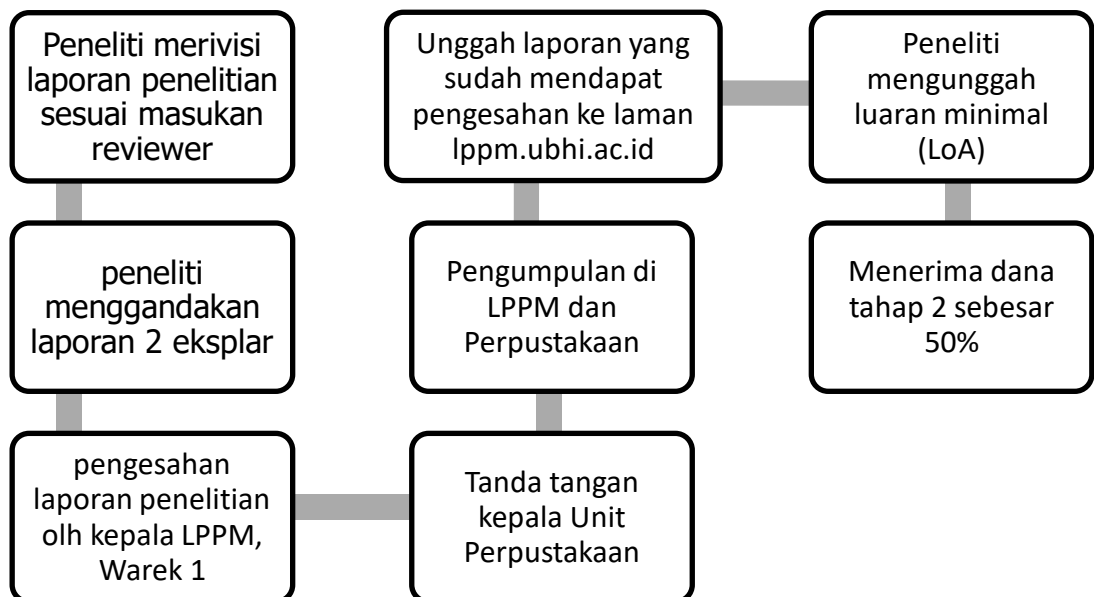 Peneliti merivisi
laporan penelitian
sesuai masukan
reviewer
peneliti
menggandakan
laporan 2 eksplar
pengesahan
laporan penelitian
olh kepala LPPM,
Warek 1
Tanda tangan
kepala Unit
Perpustakaan
Pengumpulan di
LPPM dan
Perpustakaan
Unggah laporan yang
sudah mendapat
pengesahan ke laman
lppm.ubhi.ac.id
Peneliti
mengunggah
luaran minimal
(LoA)
Menerima dana
tahap 2 sebesar
50%